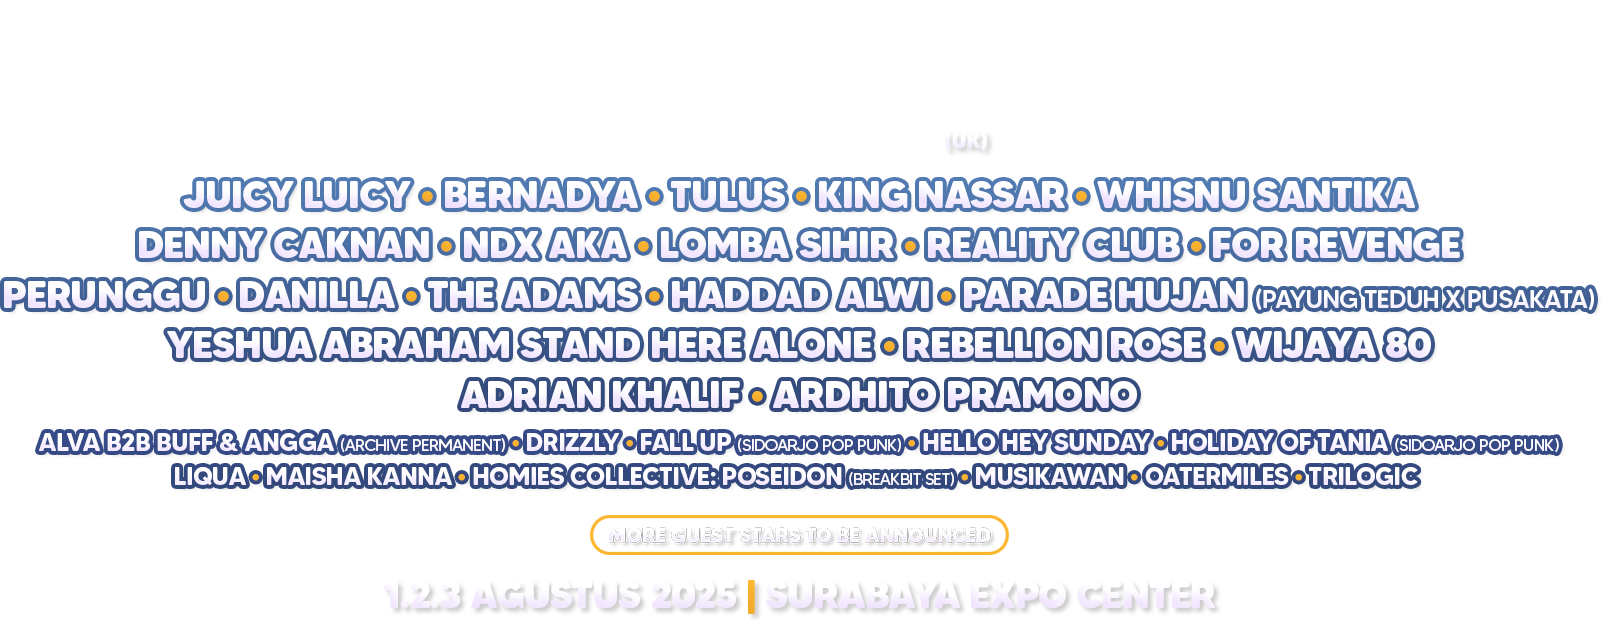 (UK)
JUICY LUICY • BERNADYA • TULUS • KING NASSAR • WHISNU SANTIKA
DENNY CAKNAN • NDX AKA • LOMBA SIHIR • REALITY CLUB • FOR REVENGE
PERUNGGU • DANILLA • THE ADAMS • HADDAD ALWI • PARADE HUJAN (PAYUNG TEDUH X PUSAKATA)
YESHUA ABRAHAM STAND HERE ALONE • REBELLION ROSE • WIJAYA 80
ADRIAN KHALIF • ARDHITO PRAMONO
ALVA B2B BUFF & ANGGA (ARCHIVE PERMANENT) • DRIZZLY • FALL UP (SIDOARJO POP PUNK) • HELLO HEY SUNDAY • HOLIDAY OF TANIA (SIDOARJO POP PUNK)
LIQUA • MAISHA KANNA • HOMIES COLLECTIVE: POSEIDON (BREAKBIT SET) • MUSIKAWAN • OATERMILES • TRILOGIC
MORE GUEST STARS TO BE ANNOUNCED
1.2.3 AGUSTUS 2025 | SURABAYA EXPO CENTER